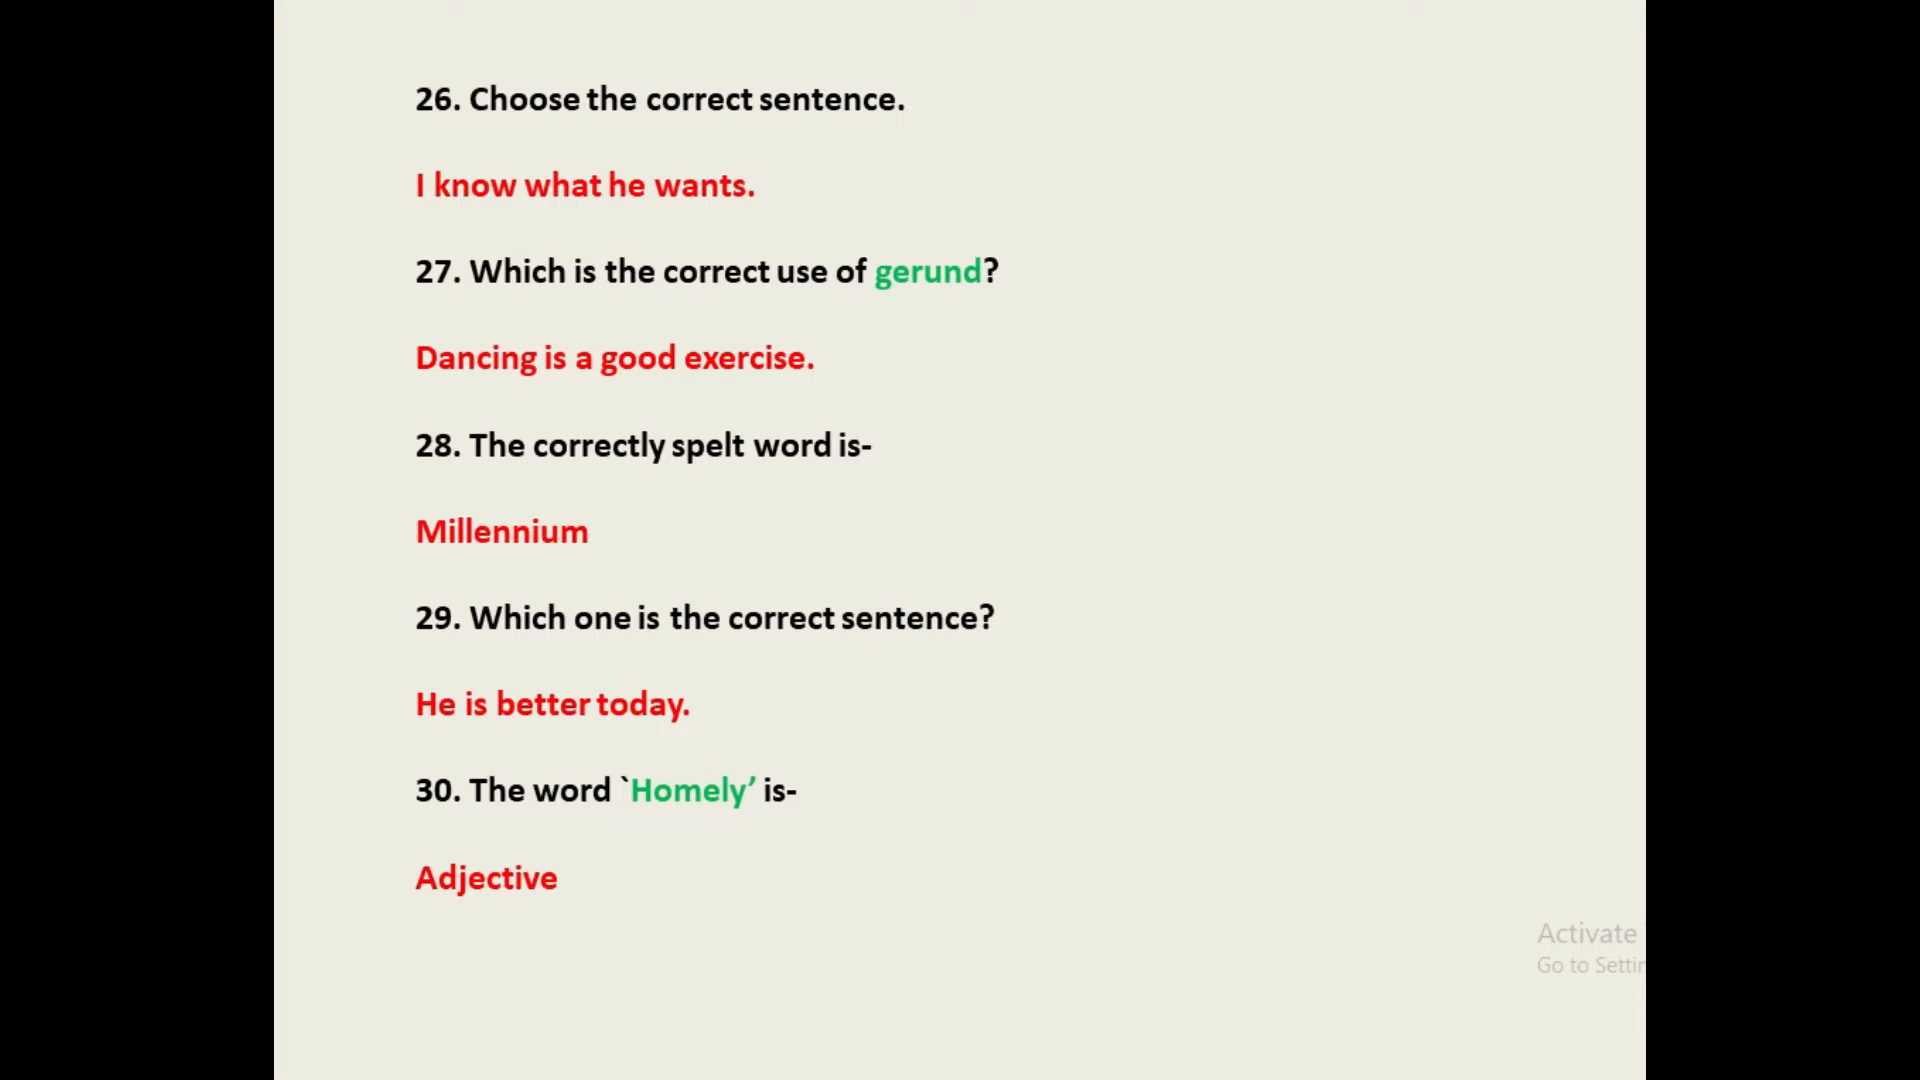 26. Choose the correct sentence.
I know what he wants.
27. Which is the correct use of gerund?
Dancing is a good exercise.
28. The correctly spelt word is-
Millennium
29. Which one is the correct sentence?
He is better today.
30. The word `Homely’ is-
Adjective
Activate
Go to Settin